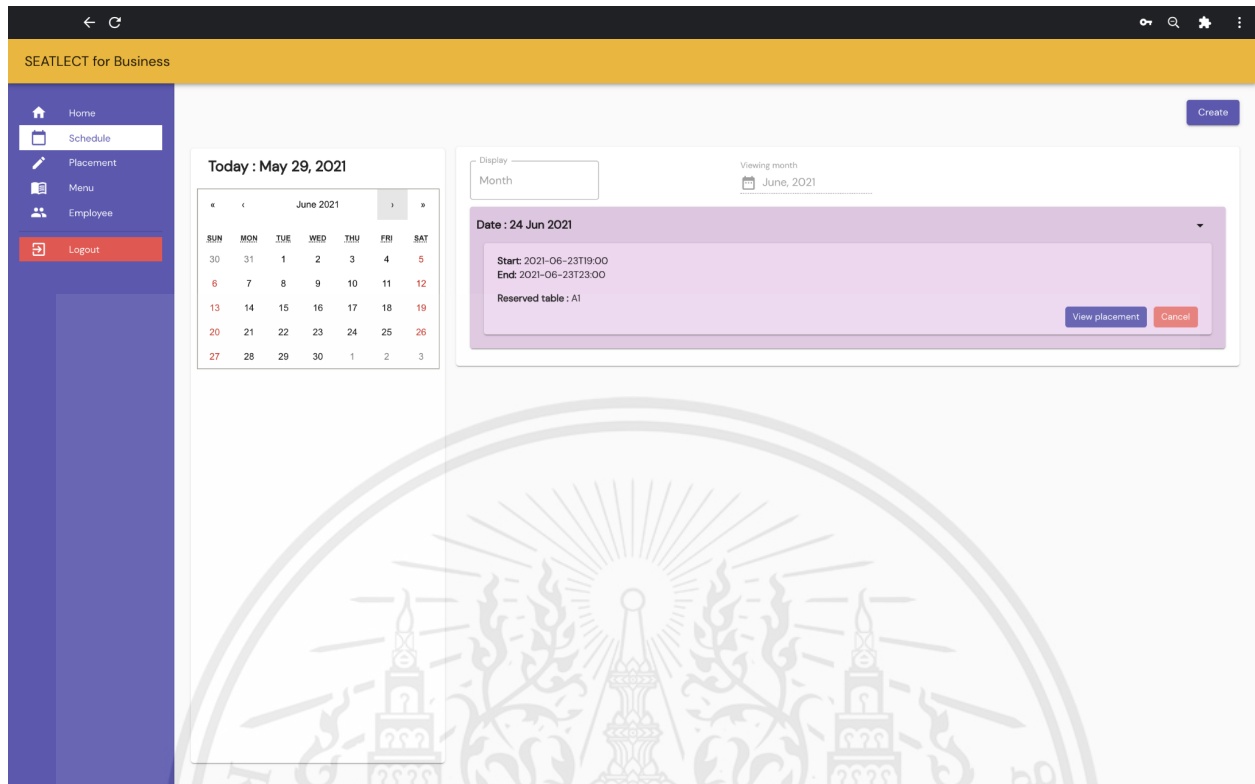 SEATLECT for Business
Home
Schedule
Placement
Menu
Employee
Logout
Create
Today : May 29, 2021
« ‹ June 2021 › »
SUN MON TUE WED THU FRI SAT
30 31 1 2 3 4 5
6 7 8 9 10 11 12
13 14 15 16 17 18 19
20 21 22 23 24 25 26
27 28 29 30 1 2 3
Display
Month
Viewing month
June, 2021
Date : 24 Jun 2021
Start: 2021-06-23T19:00
End: 2021-06-23T23:00
Reserved table : A1
View placement
Cancel